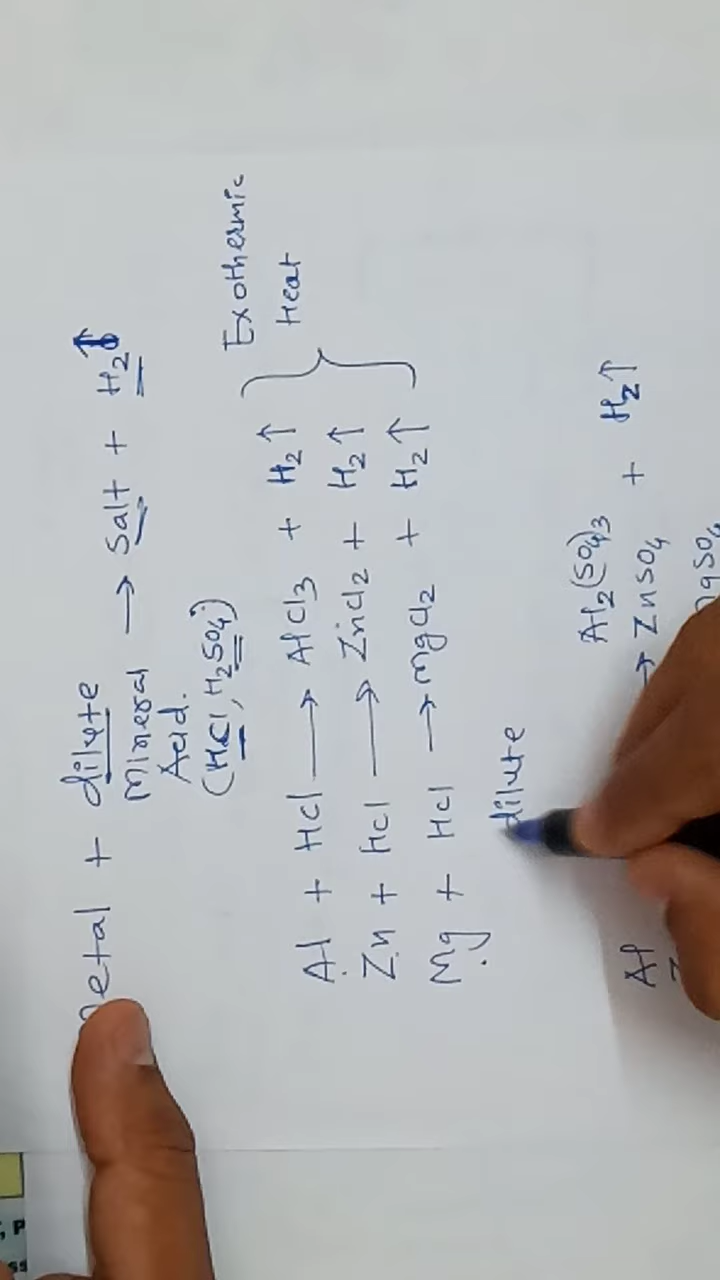 Metal + dilute → Salt + H2↑
Mineral
Acid.
(HCl, H2SO4)
Exothermic
Heat
Al + HCl → AlCl3 + H2↑
Zn + HCl → ZnCl2 + H2↑
Mg + HCl → MgCl2 + H2↑
dilute
Al Al2(SO4)3
→ ZnSO4 + H2↑